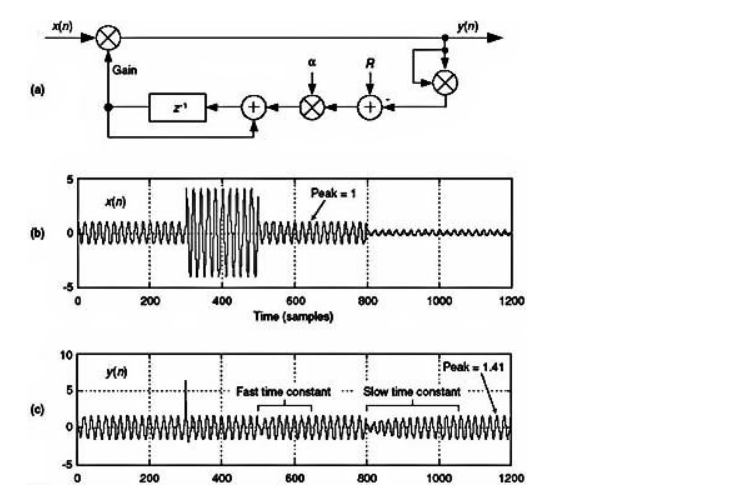 x(n) y(n)
Gain α R
(a) z⁻¹ -
5
x(n) Peak = 1
(b) 0
-5
0 200 400 600 800 1000 1200
Time (samples)
10
y(n) Peak = 1.41
5 Fast time constant Slow time constant
(c) 0
-5
0 200 400 600 800 1000 1200